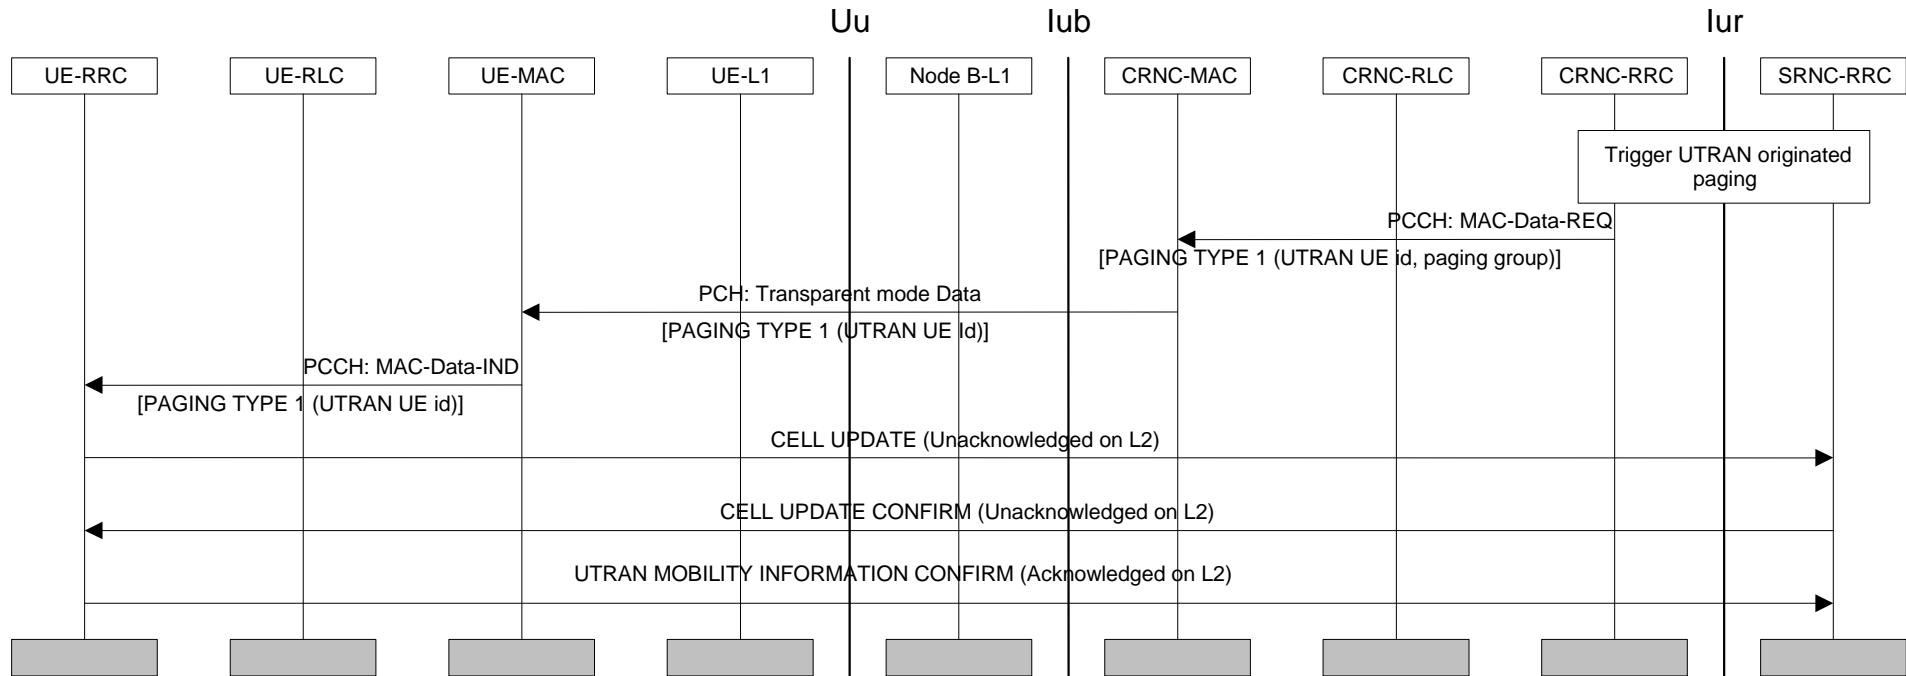 Uu
Iub
Iur
UE-RRC
UE-RLC
UE-MAC
UE-L1
Node B-L1
CRNC-MAC
CRNC-RLC
CRNC-RRC
SRNC-RRC
Trigger UTRAN originated
paging
PCCH: MAC-Data-REQ
[PAGING TYPE 1 (UTRAN UE id, paging group)]
PCH: Transparent mode Data
[PAGING TYPE 1 (UTRAN UE Id)]
PCCH: MAC-Data-IND
[PAGING TYPE 1 (UTRAN UE id)]
CELL UPDATE (Unacknowledged on L2)
CELL UPDATE CONFIRM (Unacknowledged on L2)
UTRAN MOBILITY INFORMATION CONFIRM (Acknowledged on L2)